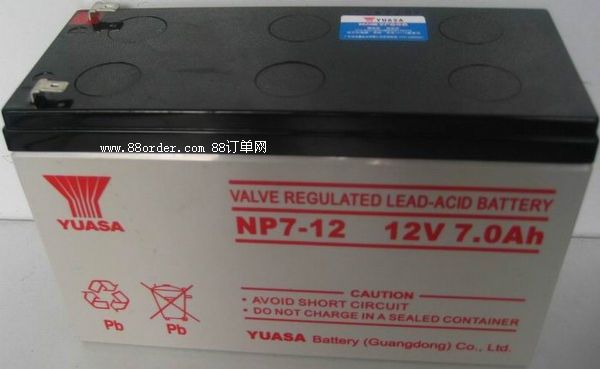 YUASA
www.88order.com 88订单网
YUASA
VALVE REGULATED LEAD-ACID BATTERY
NP7-12 12V 7.0Ah
CAUTION
• AVOID SHORT CIRCUIT
• DO NOT CHARGE IN A SEALED CONTAINER
Pb Pb
YUASA Battery (Guangdong) Co., Ltd.